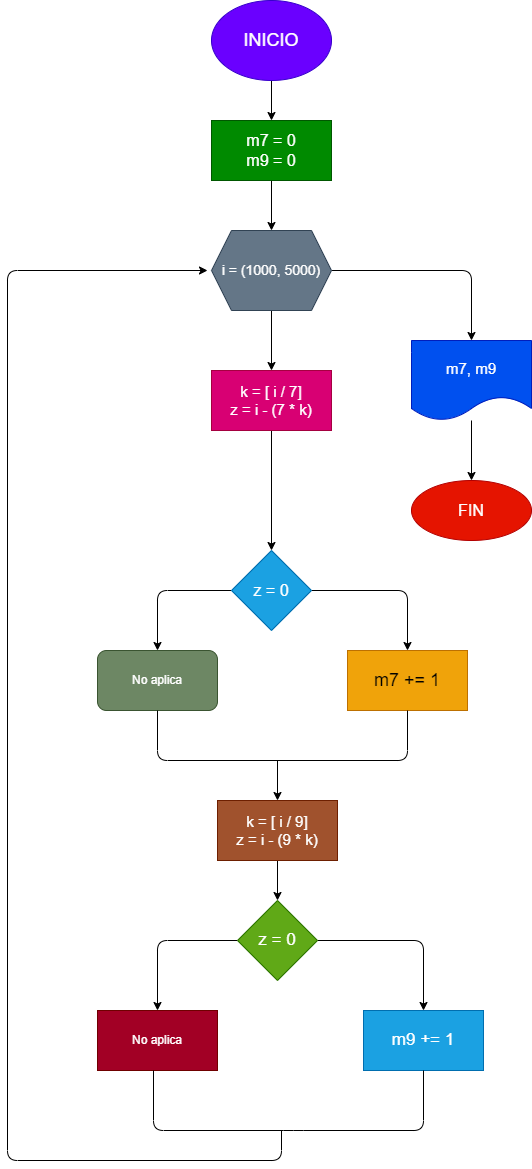 INICIO
m7 = 0
m9 = 0
i = (1000, 5000)
k = [ i / 7]
z = i - (7 * k)
m7, m9
FIN
z = 0
No aplica
m7 += 1
k = [ i / 9]
z = i - (9 * k)
z = 0
No aplica
m9 += 1